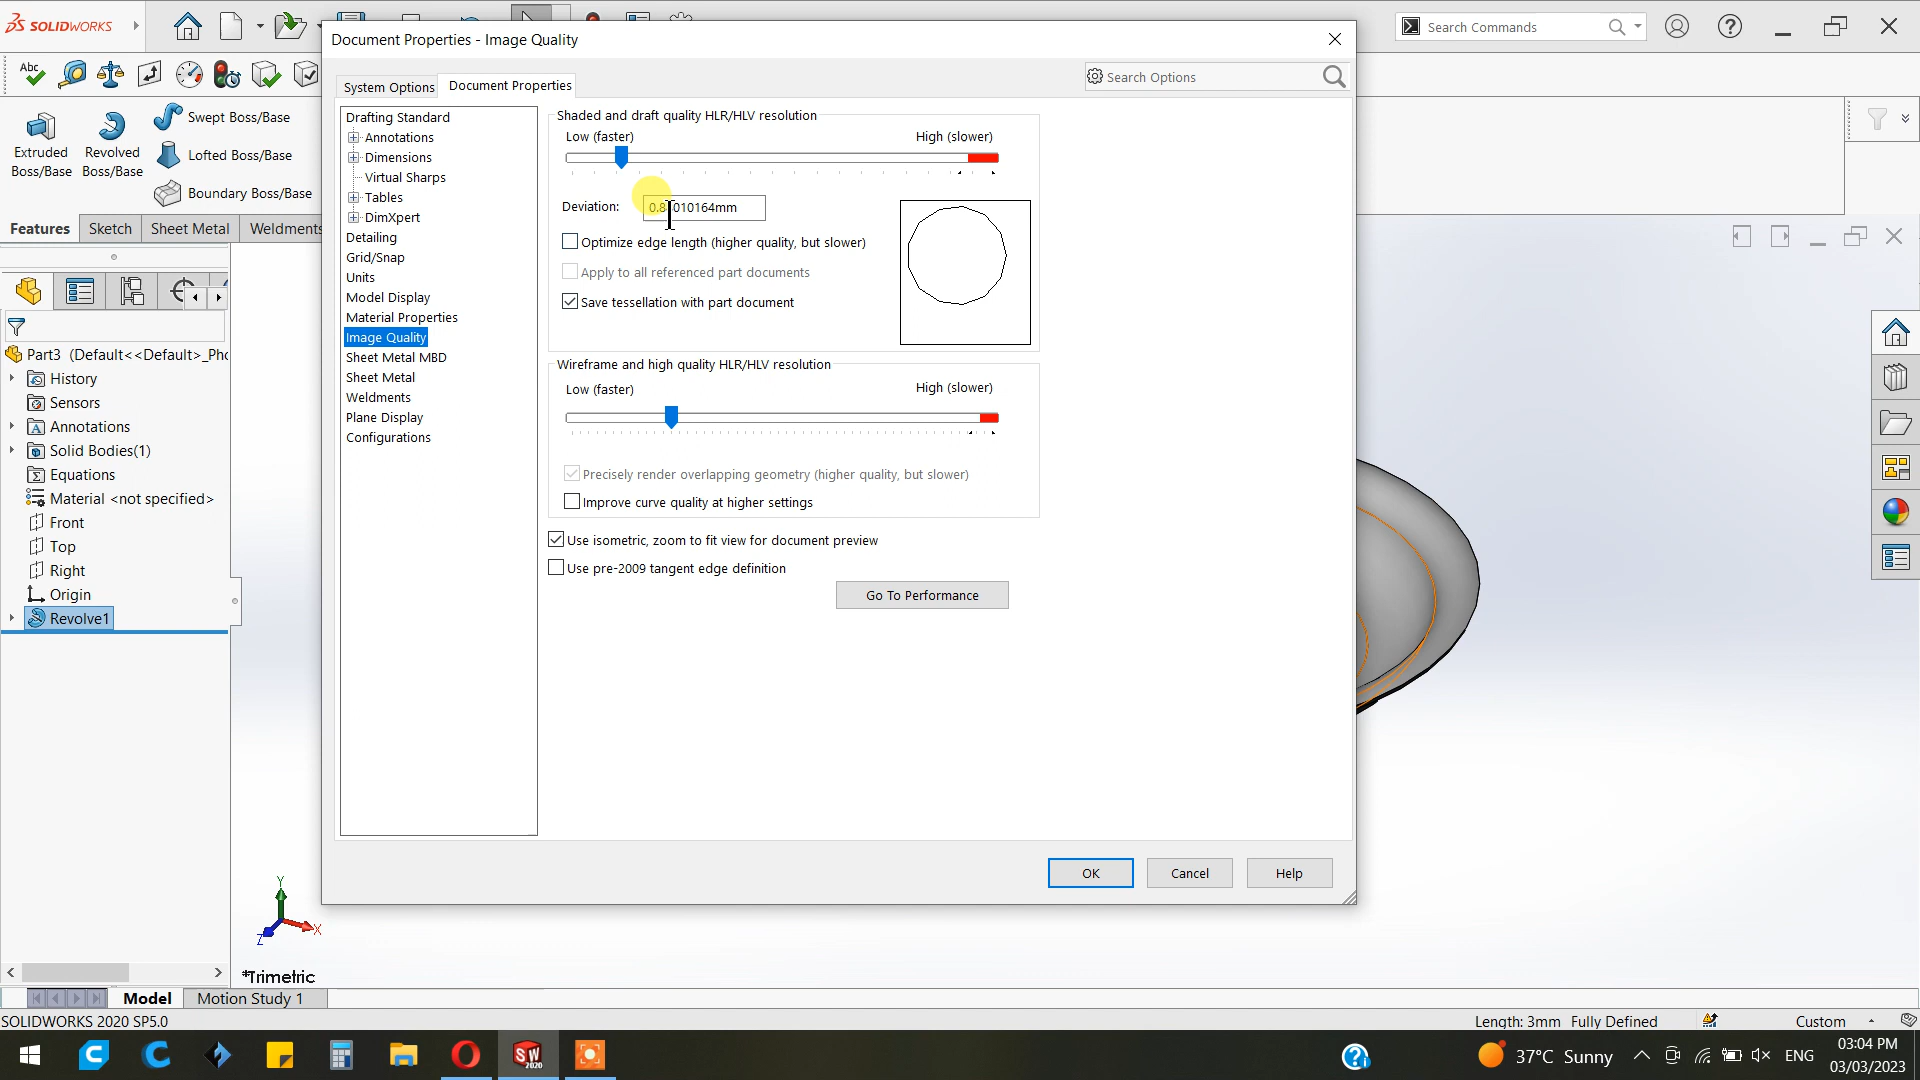 SOLIDWORKS
Search Commands
Document Properties - Image Quality
System Options
Document Properties
Search Options
Abc
Extruded
Boss/Base
Revolved
Boss/Base
Swept Boss/Base
Lofted Boss/Base
Boundary Boss/Base
Features
Sketch
Sheet Metal
Weldments
Part3 (Default<<Default>_Pho
History
Sensors
Annotations
Solid Bodies(1)
Equations
Material <not specified>
Front
Top
Right
Origin
Revolve1
Drafting Standard
Annotations
Dimensions
Virtual Sharps
Tables
DimXpert
Detailing
Grid/Snap
Units
Model Display
Material Properties
Image Quality
Sheet Metal MBD
Sheet Metal
Weldments
Plane Display
Configurations
Shaded and draft quality HLR/HLV resolution
Low (faster)
High (slower)
Deviation:
Optimize edge length (higher quality, but slower)
Apply to all referenced part documents
Save tessellation with part document
Wireframe and high quality HLR/HLV resolution
Low (faster)
High (slower)
Precisely render overlapping geometry (higher quality, but slower)
Improve curve quality at higher settings
Use isometric, zoom to fit view for document preview
Use pre-2009 tangent edge definition
Go To Performance
OK
Cancel
Help
Y
X
Z
*Trimetric
Model
Motion Study 1
SOLIDWORKS 2020 SP5.0
Length: 3mm
Fully Defined
Custom
SW
2020
37°C Sunny
ENG
03:04 PM
03/03/2023